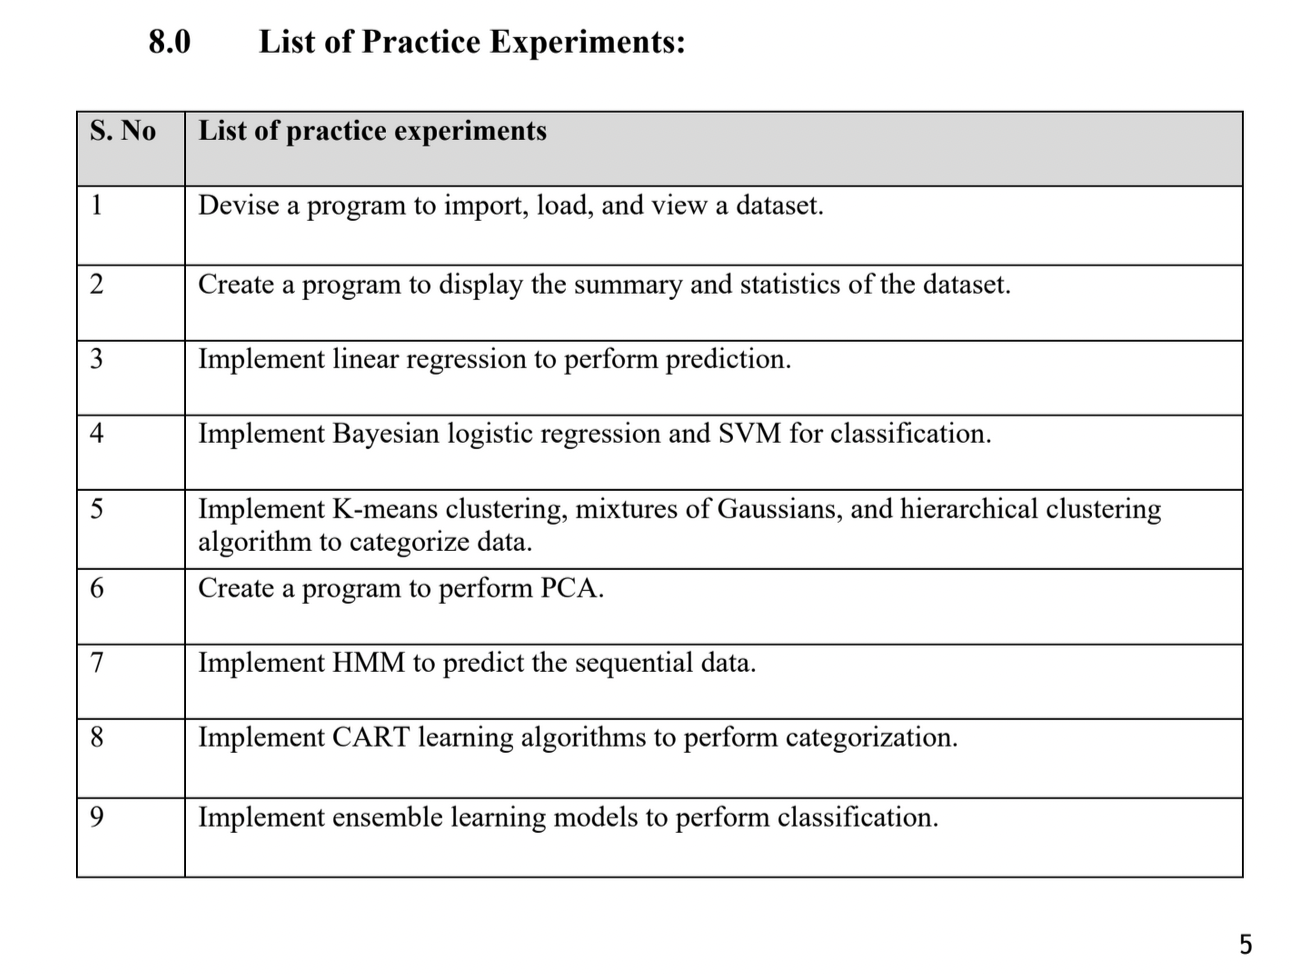 8.0 List of Practice Experiments:
S. No List of practice experiments
1 Devise a program to import, load, and view a dataset.
2 Create a program to display the summary and statistics of the dataset.
3 Implement linear regression to perform prediction.
4 Implement Bayesian logistic regression and SVM for classification.
5 Implement K-means clustering, mixtures of Gaussians, and hierarchical clustering
algorithm to categorize data.
6 Create a program to perform PCA.
7 Implement HMM to predict the sequential data.
8 Implement CART learning algorithms to perform categorization.
9 Implement ensemble learning models to perform classification.
5